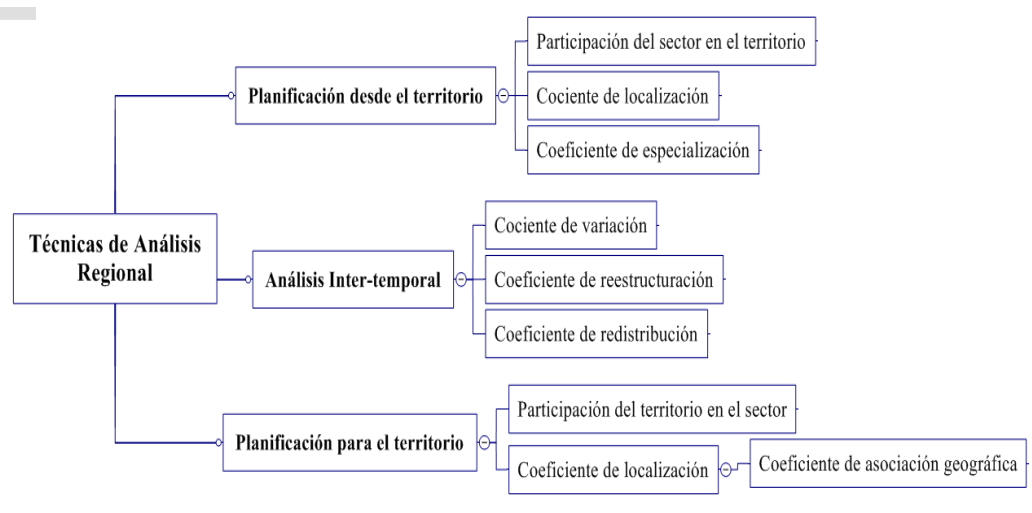 Técnicas de Análisis
Regional
Planificación desde el territorio
Participación del sector en el territorio
Cociente de localización
Coeficiente de especialización
Análisis Inter-temporal
Cociente de variación
Coeficiente de reestructuración
Coeficiente de redistribución
Planificación para el territorio
Participación del territorio en el sector
Coeficiente de localización
Coeficiente de asociación geográfica